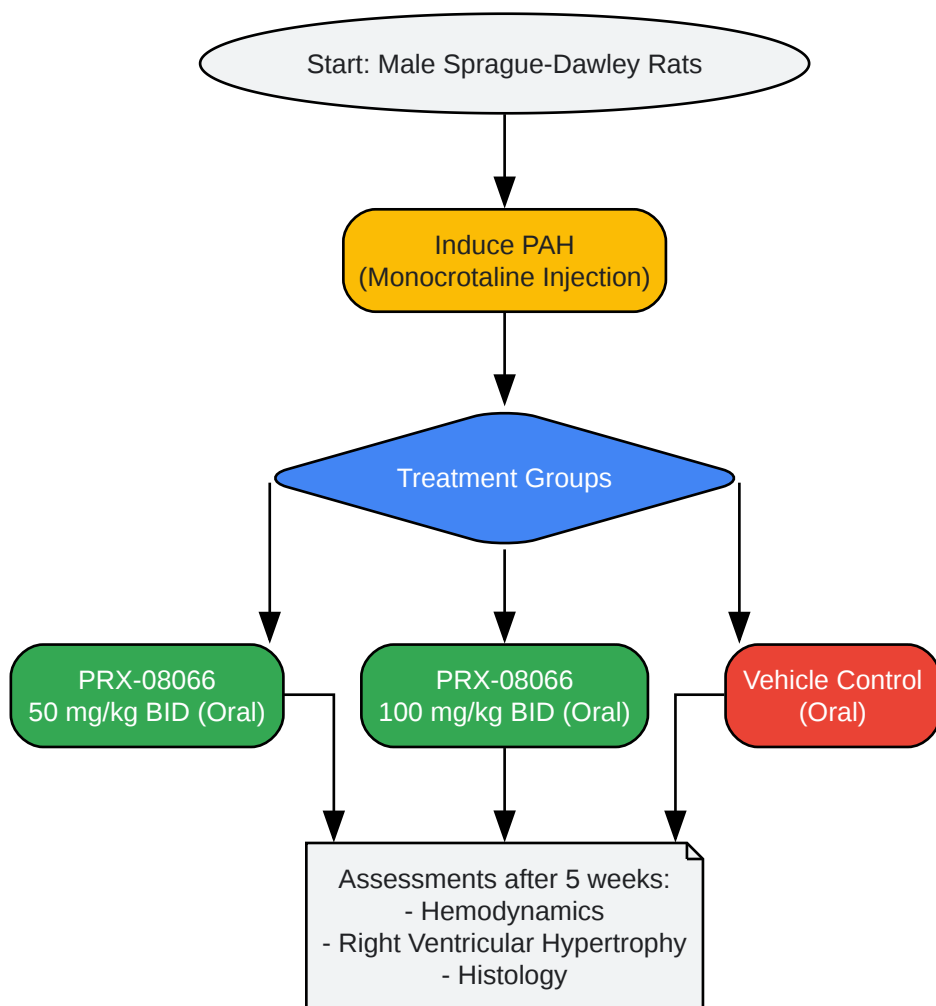 Start: Male Sprague-Dawley Rats
Induce PAH
(Monocrotaline Injection)
Treatment Groups
PRX-08066
50 mg/kg BID (Oral)
PRX-08066
100 mg/kg BID (Oral)
Vehicle Control
(Oral)
Assessments after 5 weeks:
- Hemodynamics
- Right Ventricular Hypertrophy
- Histology